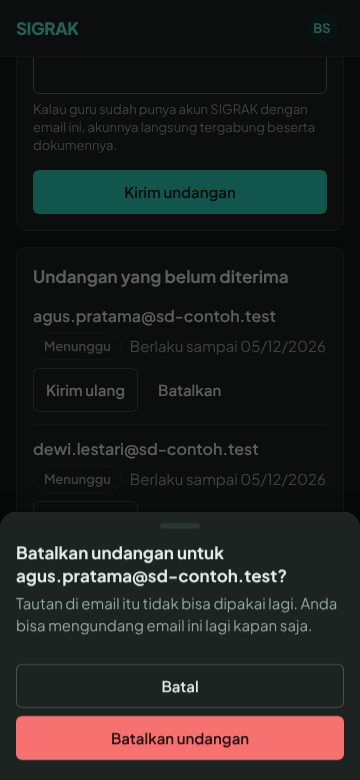 SIGRAK
BS
Kalau guru sudah punya akun SIGRAK dengan
email ini, akunnya langsung tergabung beserta
dokumennya.
Kirim undangan
Undangan yang belum diterima
agus.pratama@sd-contoh.test
Menunggu
Berlaku sampai 05/12/2026
Kirim ulang
Batalkan
dewi.lestari@sd-contoh.test
Menunggu
Berlaku sampai 05/12/2026
Batalkan undangan untuk
agus.pratama@sd-contoh.test?
Tautan di email itu tidak bisa dipakai lagi. Anda
bisa mengundang email ini lagi kapan saja.
Batal
Batalkan undangan